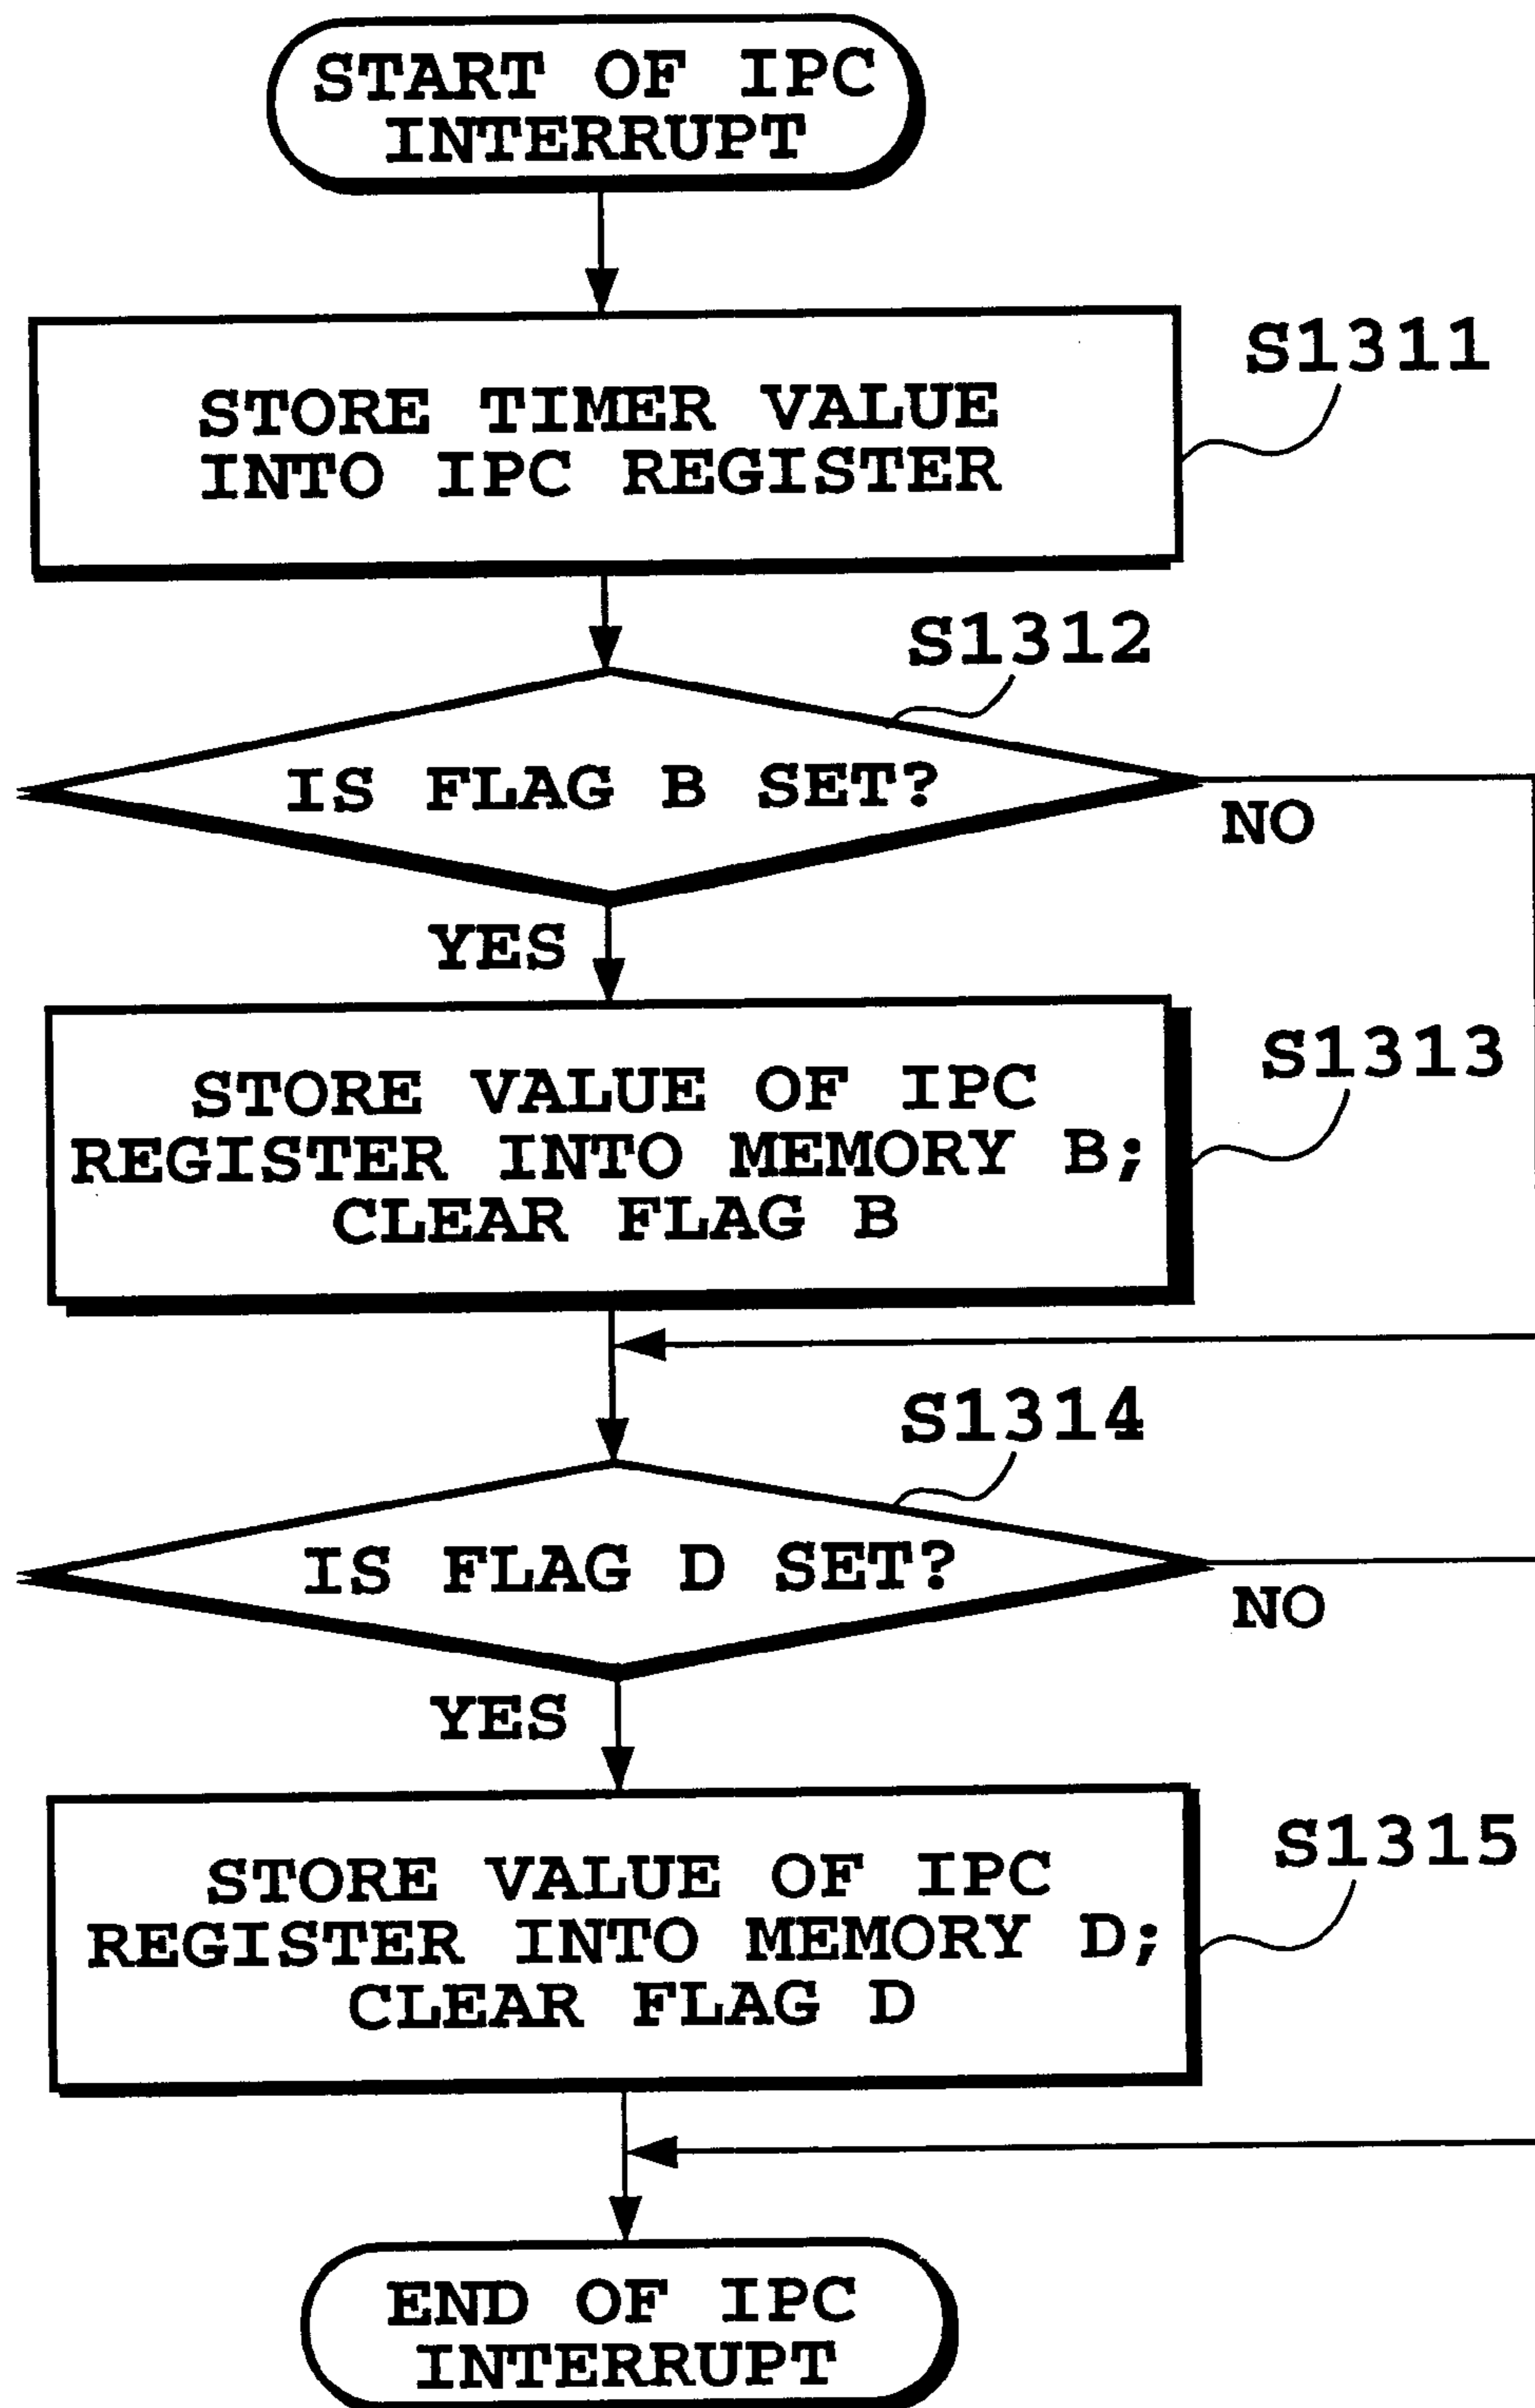 START OF IPC
INTERRUPT
S1311
STORE TIMER VALUE
INTO IPC REGISTER
S1312
IS FLAG B SET?
NO
YES
S1313
STORE VALUE OF IPC
REGISTER INTO MEMORY B;
CLEAR FLAG B
S1314
IS FLAG D SET?
NO
YES
S1315
STORE VALUE OF IPC
REGISTER INTO MEMORY D;
CLEAR FLAG D
END OF IPC
INTERRUPT